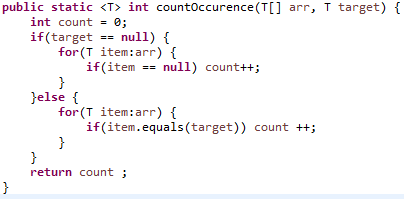 public static <T> int countOccurence(T[] arr, T target) {
    int count = 0;
    if(target == null) {
        for(T item:arr) {
            if(item == null) count++;
        }
    }else {
        for(T item:arr) {
            if(item.equals(target)) count ++;
        }
    }
    return count ;
}